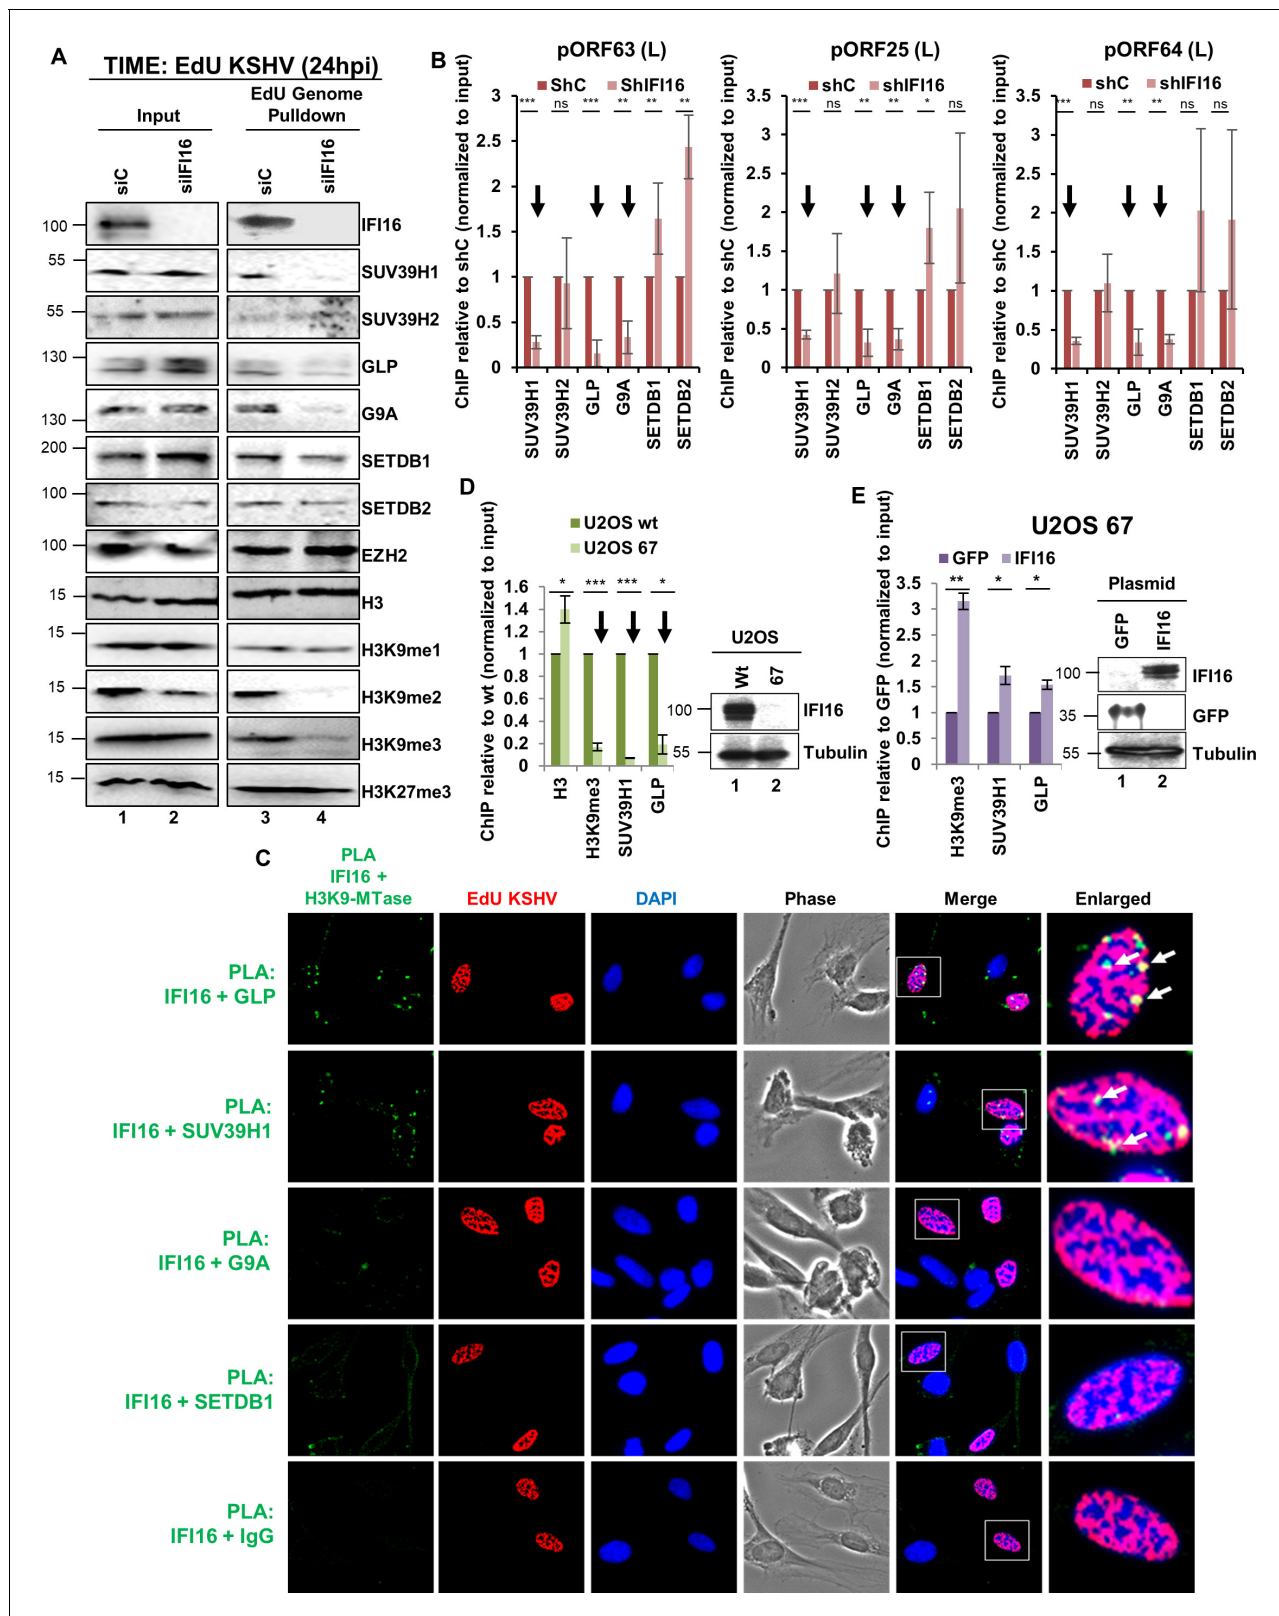 A
TIME: EdU KSHV (24hpi)
Input
EdU Genome
Pulldown
siC
siIFI16
siC
siIFI16
100
IFI16
55
SUV39H1
55
SUV39H2
130
GLP
130
G9A
200
SETDB1
100
SETDB2
100
EZH2
15
H3
15
H3K9me1
15
H3K9me2
15
H3K9me3
15
H3K27me3
1
2
3
4
B
pORF63 (L)
ShC
ShIFI16
ChIP relative to shC (normalized to input)
3
2.5
2
1.5
1
0.5
0
***
ns
***
**
**
**
SUV39H1
SUV39H2
GLP
G9A
SETDB1
SETDB2
pORF25 (L)
shC
shIFI16
ChIP relative to shC (normalized to input)
3.5
3
2.5
2
1.5
1
0.5
0
***
ns
**
**
*
ns
SUV39H1
SUV39H2
GLP
G9A
SETDB1
SETDB2
pORF64 (L)
shC
shIFI16
ChIP relative to shC (normalized to input)
3.5
3
2.5
2
1.5
1
0.5
0
***
ns
**
**
ns
ns
SUV39H1
SUV39H2
GLP
G9A
SETDB1
SETDB2
D
U2OS wt
U2OS 67
ChIP relative to wt (normalized to input)
1.6
1.4
1.2
1
0.8
0.6
0.4
0.2
0
*
***
***
*
H3
H3K9me3
SUV39H1
GLP
U2OS
Wt
67
100
IFI16
55
Tubulin
1
2
E
U2OS 67
GFP
IFI16
ChIP relative to GFP (normalized to input)
3.5
3
2.5
2
1.5
1
0.5
0
**
*
*
H3K9me3
SUV39H1
GLP
Plasmid
GFP
IFI16
100
IFI16
35
GFP
55
Tubulin
1
2
C
PLA
IFI16 +
H3K9-MTase
EdU KSHV
DAPI
Phase
Merge
Enlarged
PLA:
IFI16 + GLP
PLA:
IFI16 + SUV39H1
PLA:
IFI16 + G9A
PLA:
IFI16 + SETDB1
PLA:
IFI16 + IgG